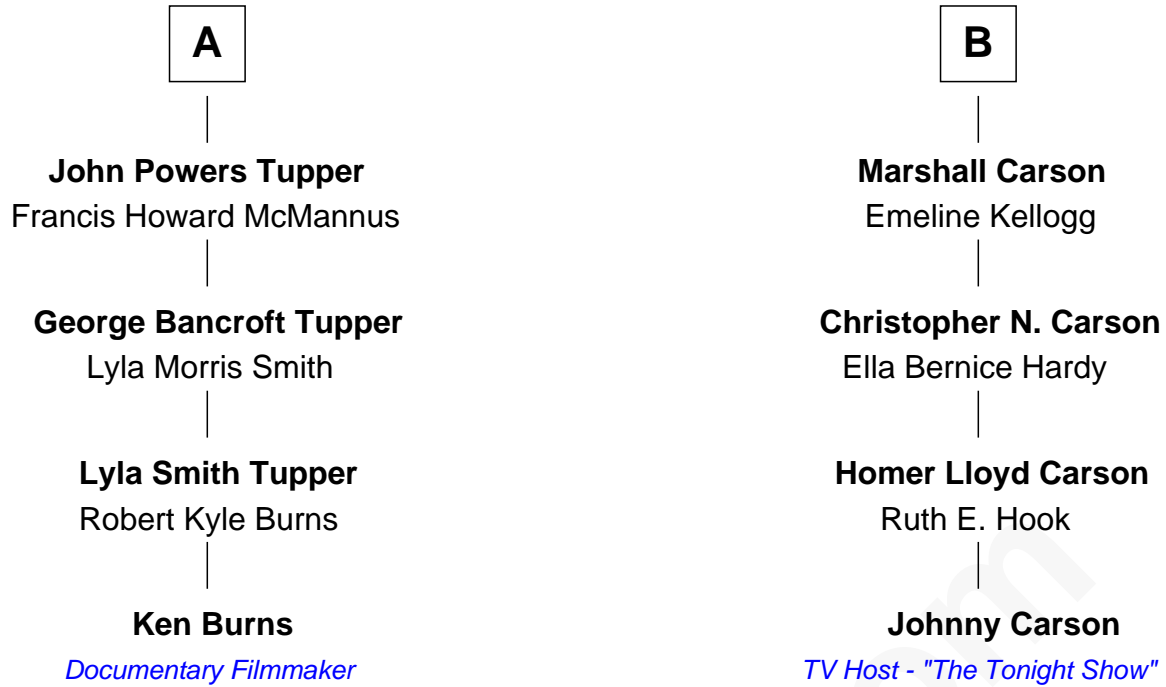 A
John Powers Tupper
Francis Howard McMannus
George Bancroft Tupper
Lyla Morris Smith
Lyla Smith Tupper
Robert Kyle Burns
Ken Burns
Documentary Filmmaker
B
Marshall Carson
Emeline Kellogg
Christopher N. Carson
Ella Bernice Hardy
Homer Lloyd Carson
Ruth E. Hook
Johnny Carson
TV Host - "The Tonight Show"